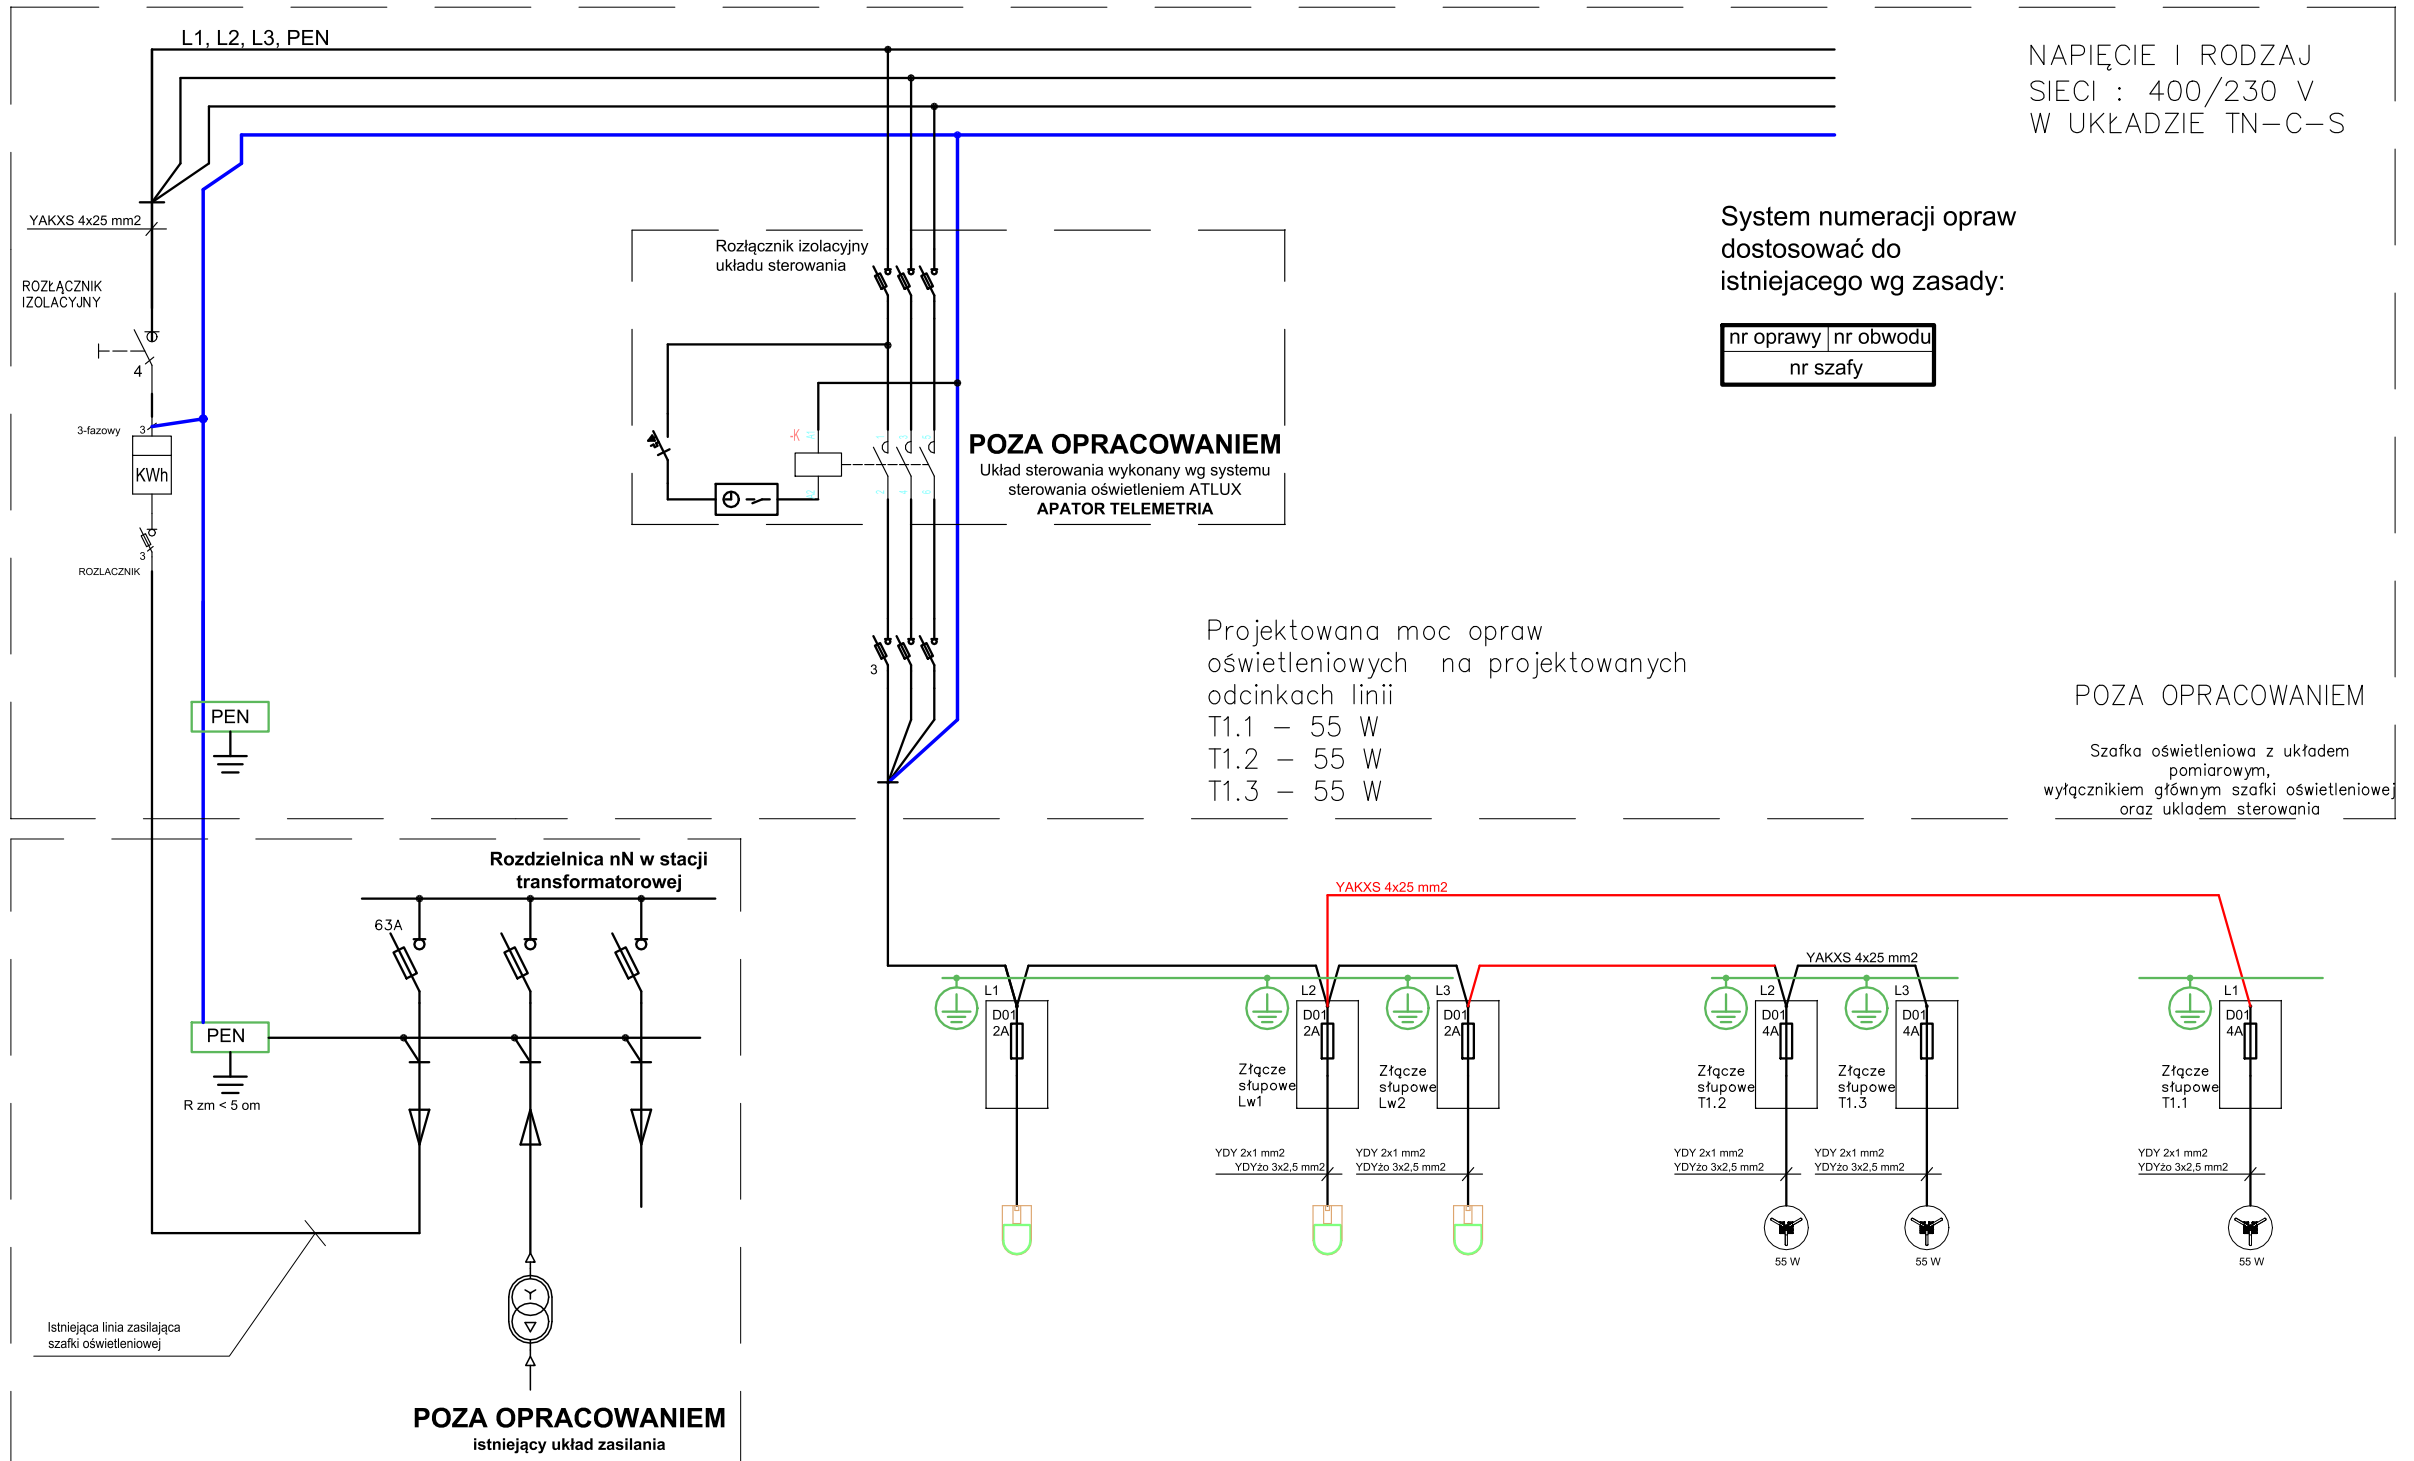 L1, L2, L3, PEN
NAPIĘCIE I RODZAJ
SIECI : 400/230 V
W UKŁADZIE TN-C-S
YAKXS 4x25 mm2
ROZŁĄCZNIK
IZOLACYJNY
4
3-fazowy
3
KWh
3
ROZLACZNIK
Rozłącznik izolacyjny
układu sterowania
-K
A1
A2
1
3
5
2
4
6
POZA OPRACOWANIEM
Układ sterowania wykonany wg systemu
sterowania oświetleniem ATLUX
APATOR TELEMETRIA
System numeracji opraw
dostosować do
istniejacego wg zasady:
nr oprawy nr obwodu
nr szafy
3
Projektowana moc opraw
oświetleniowych na projektowanych
odcinkach linii
T1.1 - 55 W
T1.2 - 55 W
T1.3 - 55 W
POZA OPRACOWANIEM
Szafka oświetleniowa z układem
pomiarowym,
wyłącznikiem głównym szafki oświetleniowej
oraz ukladem sterowania
PEN
Rozdzielnica nN w stacji
transformatorowej
63A
PEN
R zm < 5 om
Istniejąca linia zasilająca
szafki oświetleniowej
POZA OPRACOWANIEM
istniejący układ zasilania
YAKXS 4x25 mm2
YAKXS 4x25 mm2
L1
D01
2A
L2
D01
2A
Złącze
słupowe
Lw1
YDY 2x1 mm2
YDYżo 3x2,5 mm2
L3
D01
2A
Złącze
słupowe
Lw2
YDY 2x1 mm2
YDYżo 3x2,5 mm2
L2
D01
4A
Złącze
słupowe
T1.2
YDY 2x1 mm2
YDYżo 3x2,5 mm2
55 W
L3
D01
4A
Złącze
słupowe
T1.3
YDY 2x1 mm2
YDYżo 3x2,5 mm2
55 W
L1
D01
4A
Złącze
słupowe
T1.1
YDY 2x1 mm2
YDYżo 3x2,5 mm2
55 W